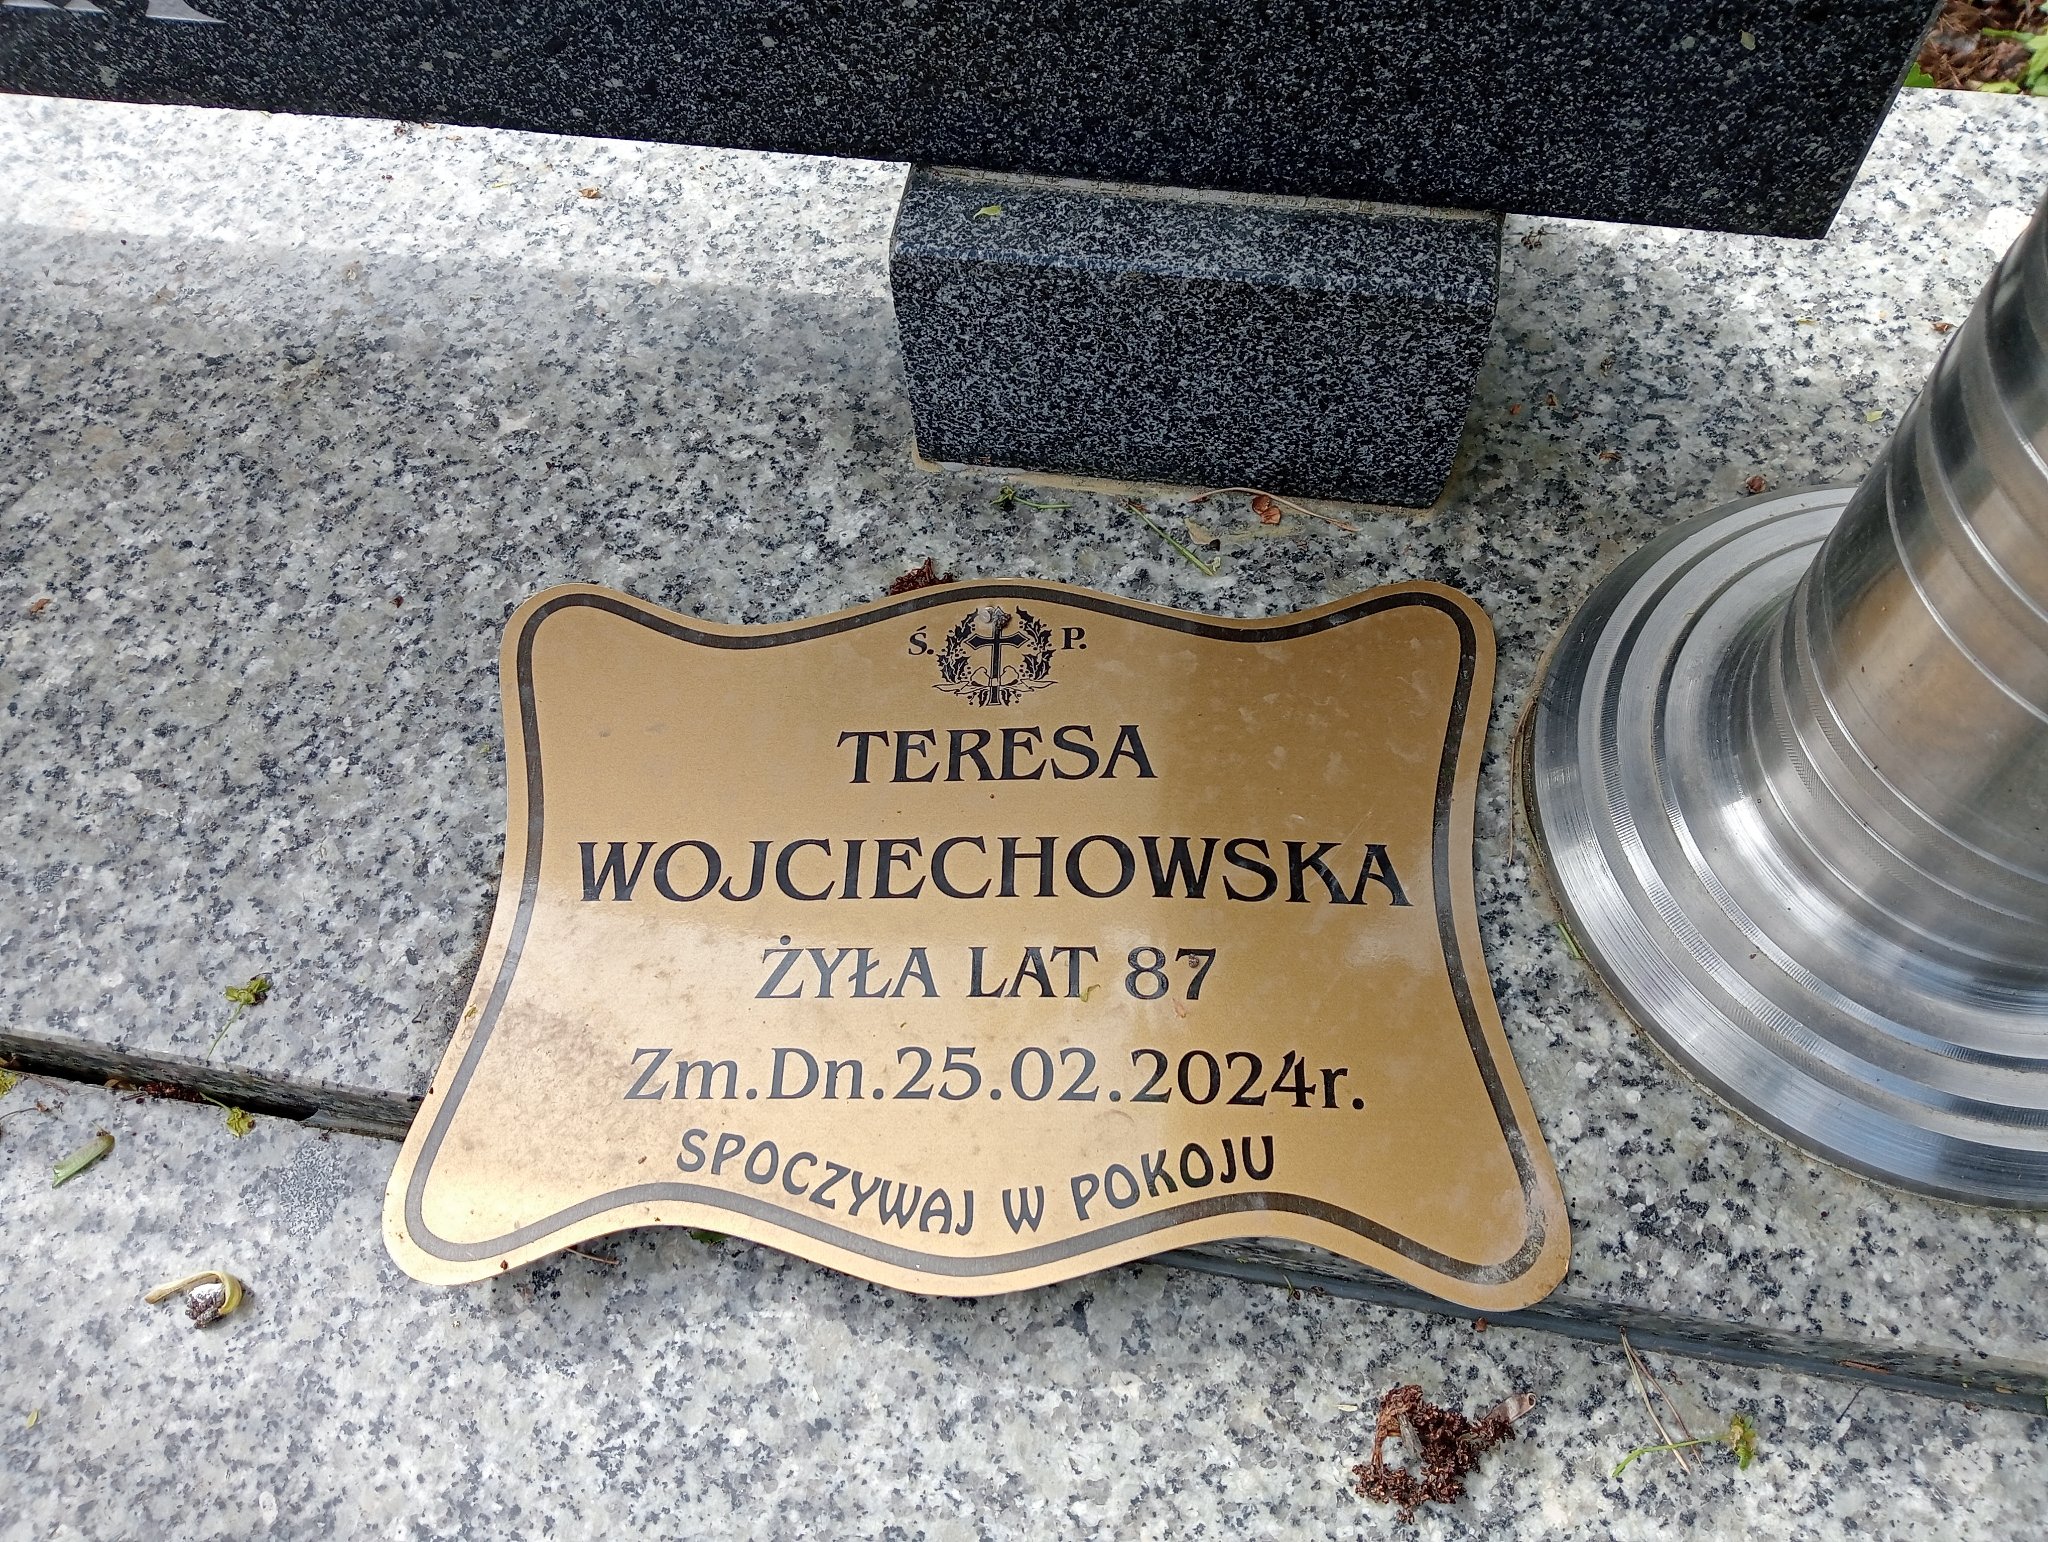 Ś. P.
TERESA
WOJCIECHOWSKA
ŻYŁA LAT 87
Zm.Dn.25.02.2024r.
SPOCZYWAJ W POKOJU